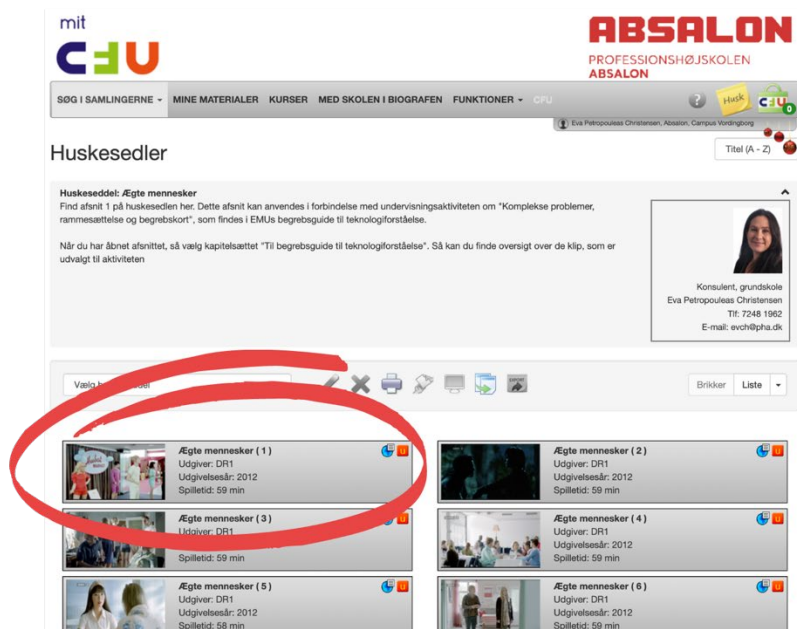 mit
CFU
ABSALON
PROFESSIONSHØJSKOLEN
ABSALON
SØG I SAMLINGERNE MINE MATERIALER KURSER MED SKOLEN I BIOGRAFEN FUNKTIONER CFU
? Husk CFU 0
Eva Petropouleas Christensen, Absalon, Campus Vordingborg
Huskesedler
Titel (A - Z)
Huskeseddel: Ægte mennesker
Find afsnit 1 på huskesedlen her. Dette afsnit kan anvendes i forbindelse med undervisningsaktiviteten om "Komplekse problemer,
rammesættelse og begrebskort", som findes i EMUs begrebsguide til teknologiforståelse.
Når du har åbnet afsnittet, så vælg kapitelsættet "Til begrebsguide til teknologiforståelse". Så kan du finde oversigt over de klip, som er
udvalgt til aktiviteten
Konsulent, grundskole
Eva Petropouleas Christensen
Tlf: 7248 1962
E-mail: evch@pha.dk
Vælg
EXPORT
Brikker Liste
Ægte mennesker ( 1 )
Udgiver: DR1
Udgivelsesår: 2012
Spilletid: 59 min
Ægte mennesker ( 2 )
Udgiver: DR1
Udgivelsesår: 2012
Spilletid: 59 min
Ægte mennesker ( 3 )
Udgiver: DR1
Spilletid: 59 min
Ægte mennesker ( 4 )
Udgiver: DR1
Udgivelsesår: 2012
Spilletid: 59 min
Ægte mennesker ( 5 )
Udgiver: DR1
Udgivelsesår: 2012
Spilletid: 58 min
Ægte mennesker ( 6 )
Udgiver: DR1
Udgivelsesår: 2012
Spilletid: 59 min